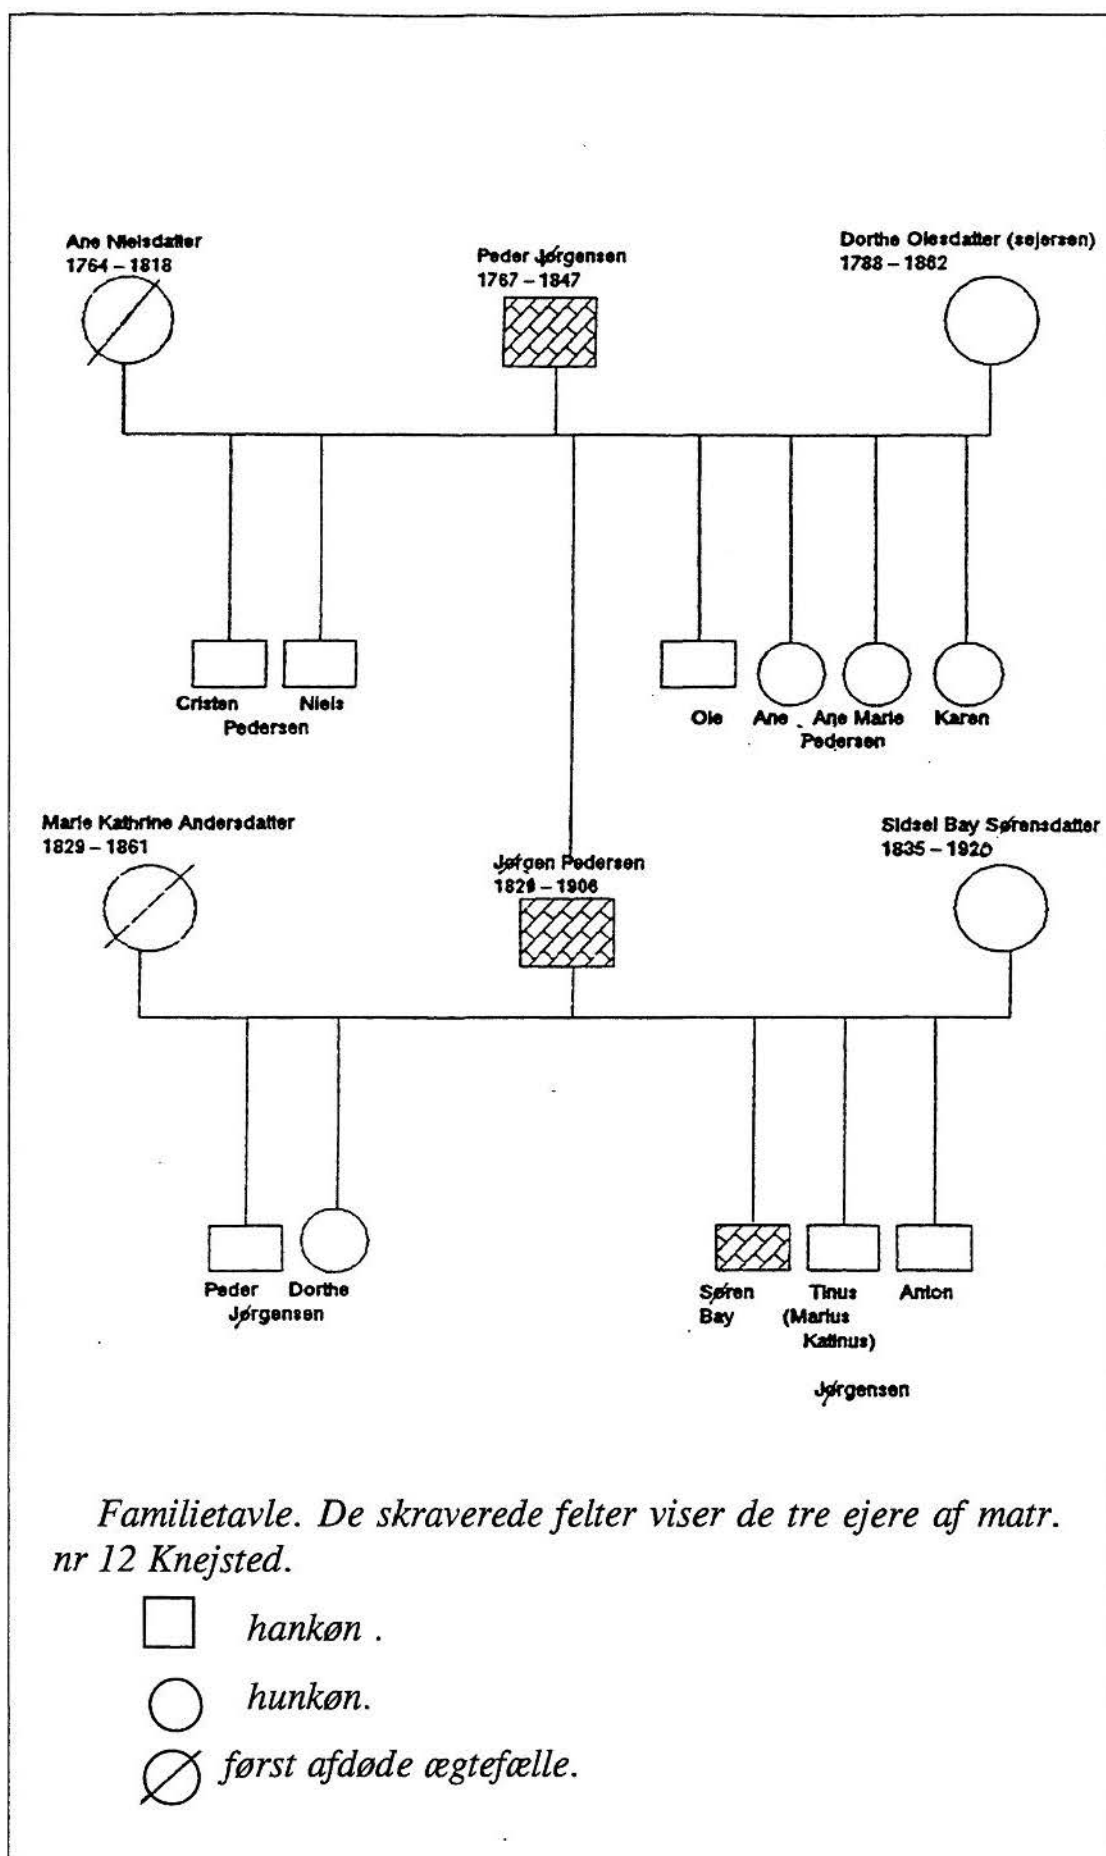 Ane Nielsdatter
1764 – 1818
Peder Jørgensen
1767 – 1847
Dorthe Olesdatter (sejersen)
1788 – 1862
Cristen Niels
Pedersen
Ole Ane Ane Marie Karen
Pedersen
Marie Kathrine Andersdatter
1829 – 1861
Jørgen Pedersen
1829 – 1906
Sidsel Bay Sørensdatter
1835 – 1920
Peder Dorthe
Jørgensen
Søren Tinus Anton
Bay (Marius
Katinus)
Jørgensen
Familietavle. De skraverede felter viser de tre ejere af matr.
nr 12 Knejsted.
hankøn .
hunkøn.
først afdøde ægtefælle.